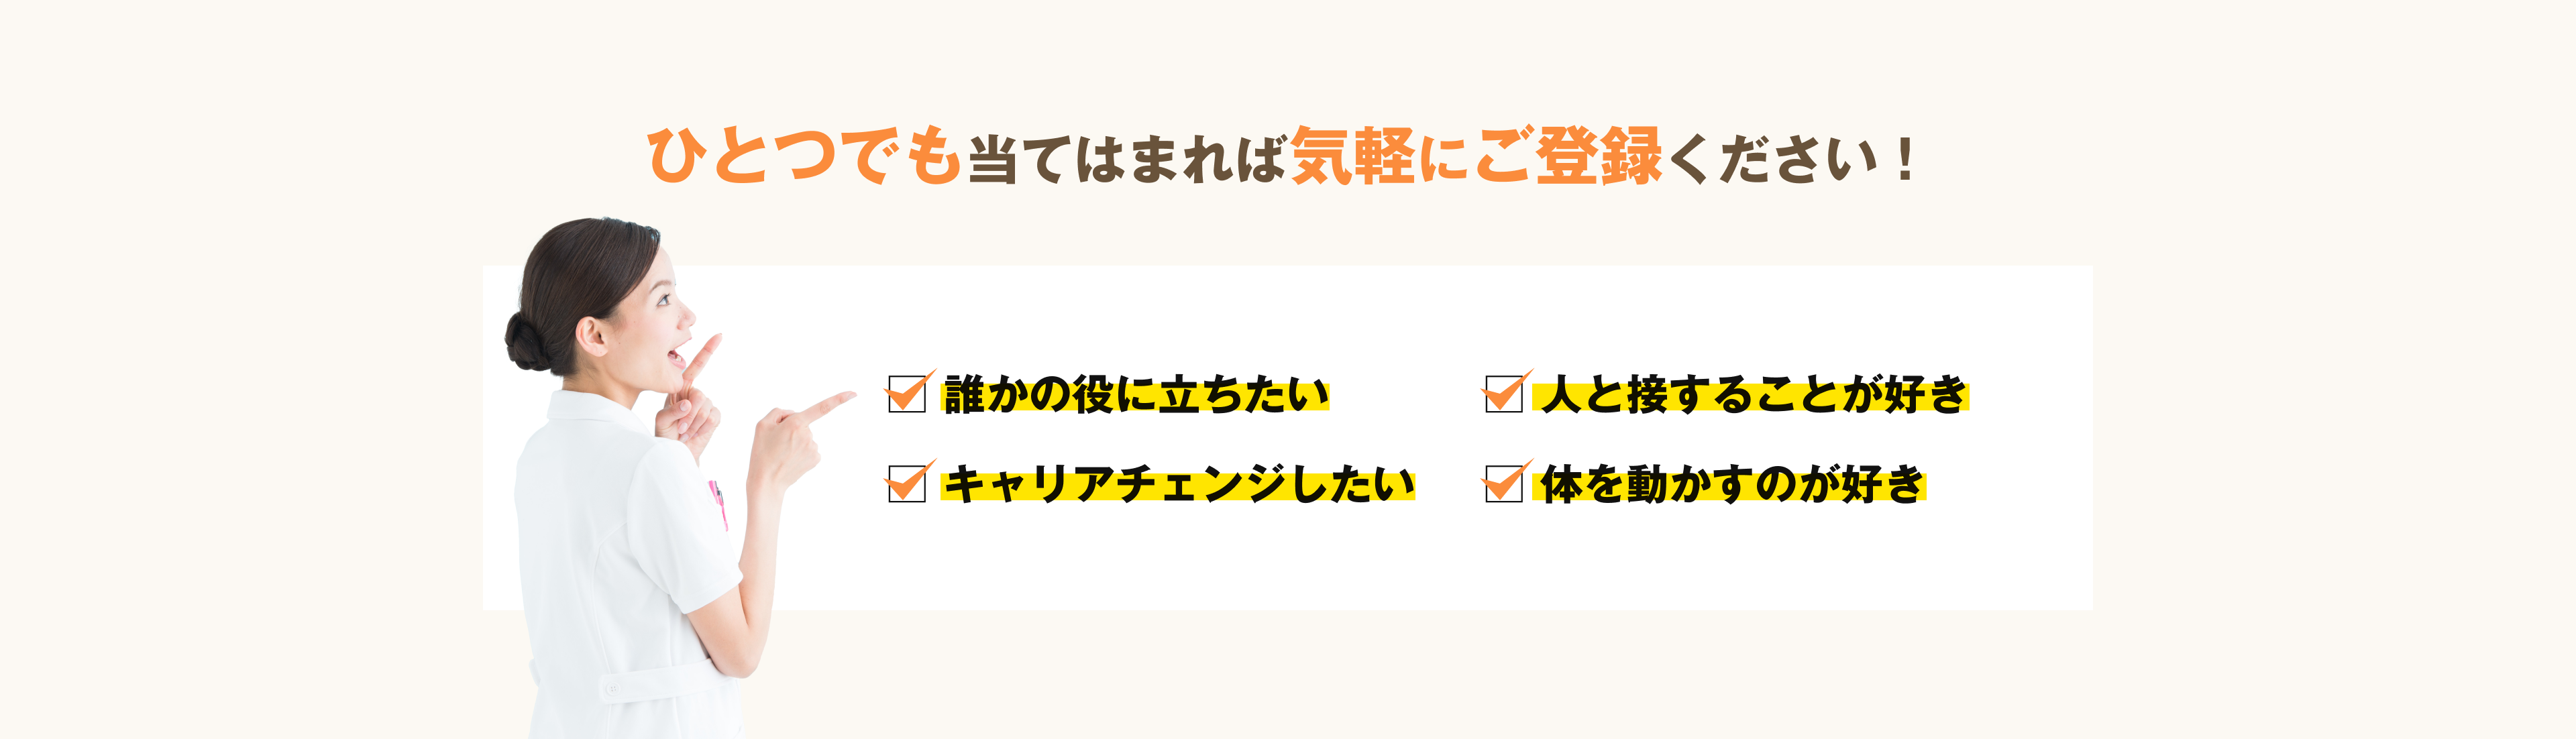 ひとつでも当てはまれば気軽にご登録ください！
誰かの役に立ちたい
人と接することが好き
キャリアチェンジしたい
体を動かすのが好き